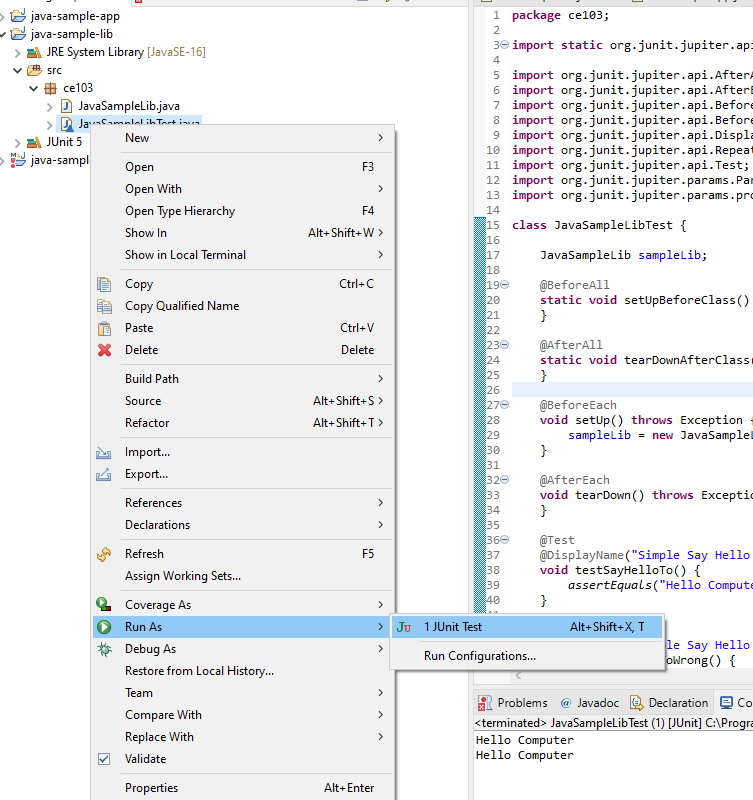 java-sample-app
java-sample-lib
JRE System Library [JavaSE-16]
src
ce103
JavaSampleLib.java
JavaSampleLibTest.java
JUnit 5
java-sample
New
Open F3
Open With
Open Type Hierarchy F4
Show In Alt+Shift+W
Show in Local Terminal
Copy Ctrl+C
Copy Qualified Name
Paste Ctrl+V
Delete Delete
Build Path
Source Alt+Shift+S
Refactor Alt+Shift+T
Import...
Export...
References
Declarations
Refresh F5
Assign Working Sets...
Coverage As
Run As
Debug As
Restore from Local History...
Team
Compare With
Replace With
Validate
Properties Alt+Enter
1 JUnit Test Alt+Shift+X, T
Run Configurations...
1 package ce103;
2
3 import static org.junit.jupiter.api
4
5 import org.junit.jupiter.api.AfterA
6 import org.junit.jupiter.api.AfterE
7 import org.junit.jupiter.api.Before
8 import org.junit.jupiter.api.Before
9 import org.junit.jupiter.api.Displa
10 import org.junit.jupiter.api.Repeat
11 import org.junit.jupiter.api.Test;
12 import org.junit.jupiter.params.Par
13 import org.junit.jupiter.params.pro
14
15 class JavaSampleLibTest {
16
17 JavaSampleLib sampleLib;
18
19 @BeforeAll
20 static void setUpBeforeClass()
21 }
22
23 @AfterAll
24 static void tearDownAfterClass(
25 }
26
27 @BeforeEach
28 void setUp() throws Exception {
29 sampleLib = new JavaSampleL
30 }
31
32 @AfterEach
33 void tearDown() throws Exceptio
34 }
35
36 @Test
37 @DisplayName("Simple Say Hello
38 void testSayHelloTo() {
39 assertEquals("Hello Compute
40 }
ple Say Hello
oWrong() {
Problems @ Javadoc Declaration Co
<terminated> JavaSampleLibTest (1) [JUnit] C:\Progra
Hello Computer
Hello Computer